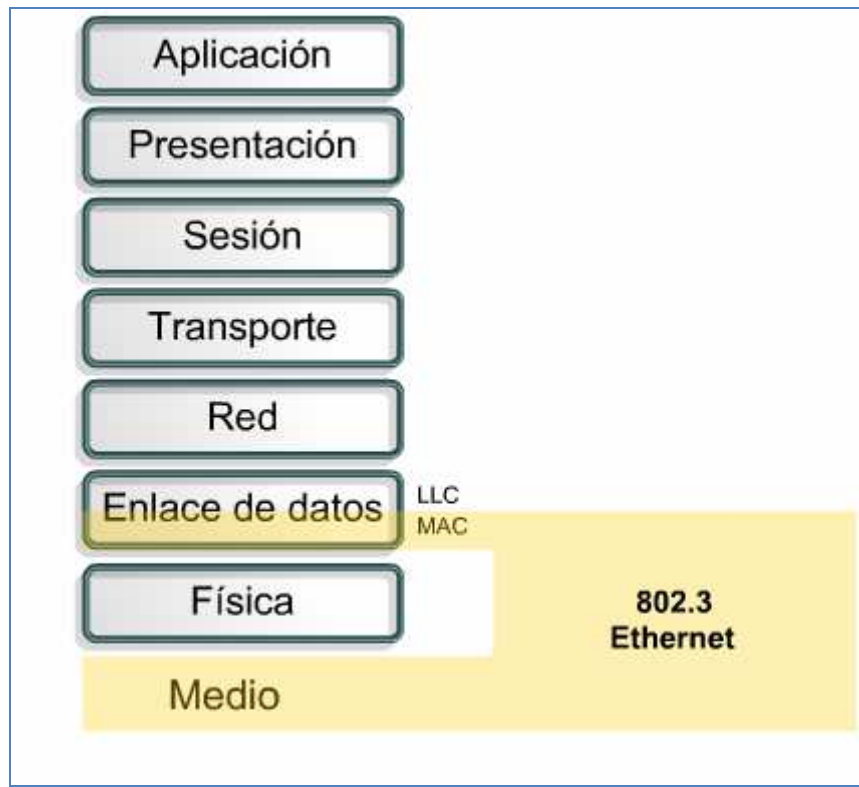 Aplicación
Presentación
Sesión
Transporte
Red
Enlace de datos
LLC
MAC
Física
802.3
Ethernet
Medio